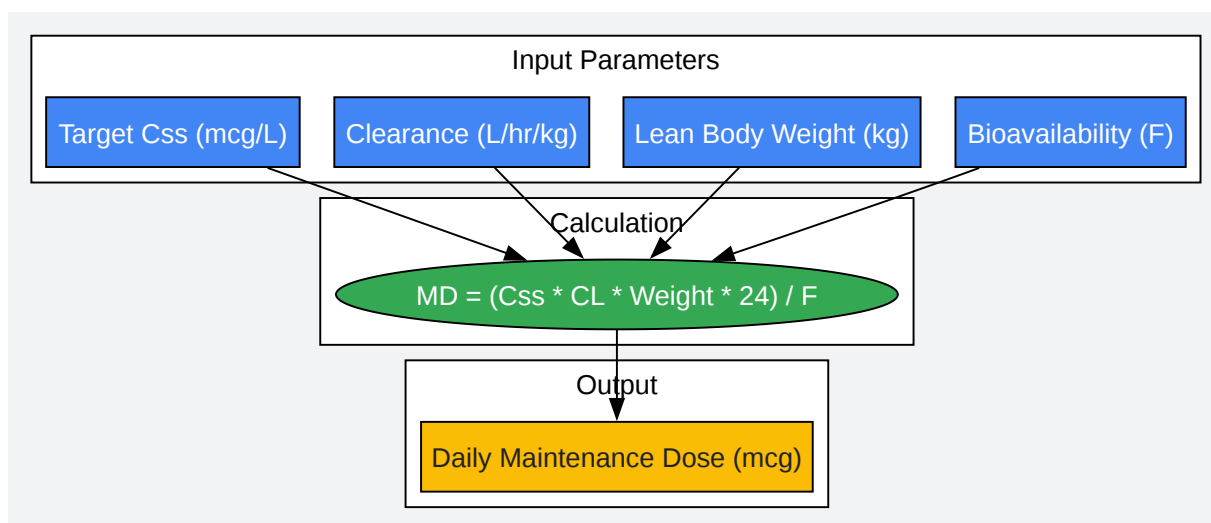 Input Parameters
Target Css (mcg/L)
Clearance (L/hr/kg)
Lean Body Weight (kg)
Bioavailability (F)
Calculation
MD = (Css * CL * Weight * 24) / F
Output
Daily Maintenance Dose (mcg)